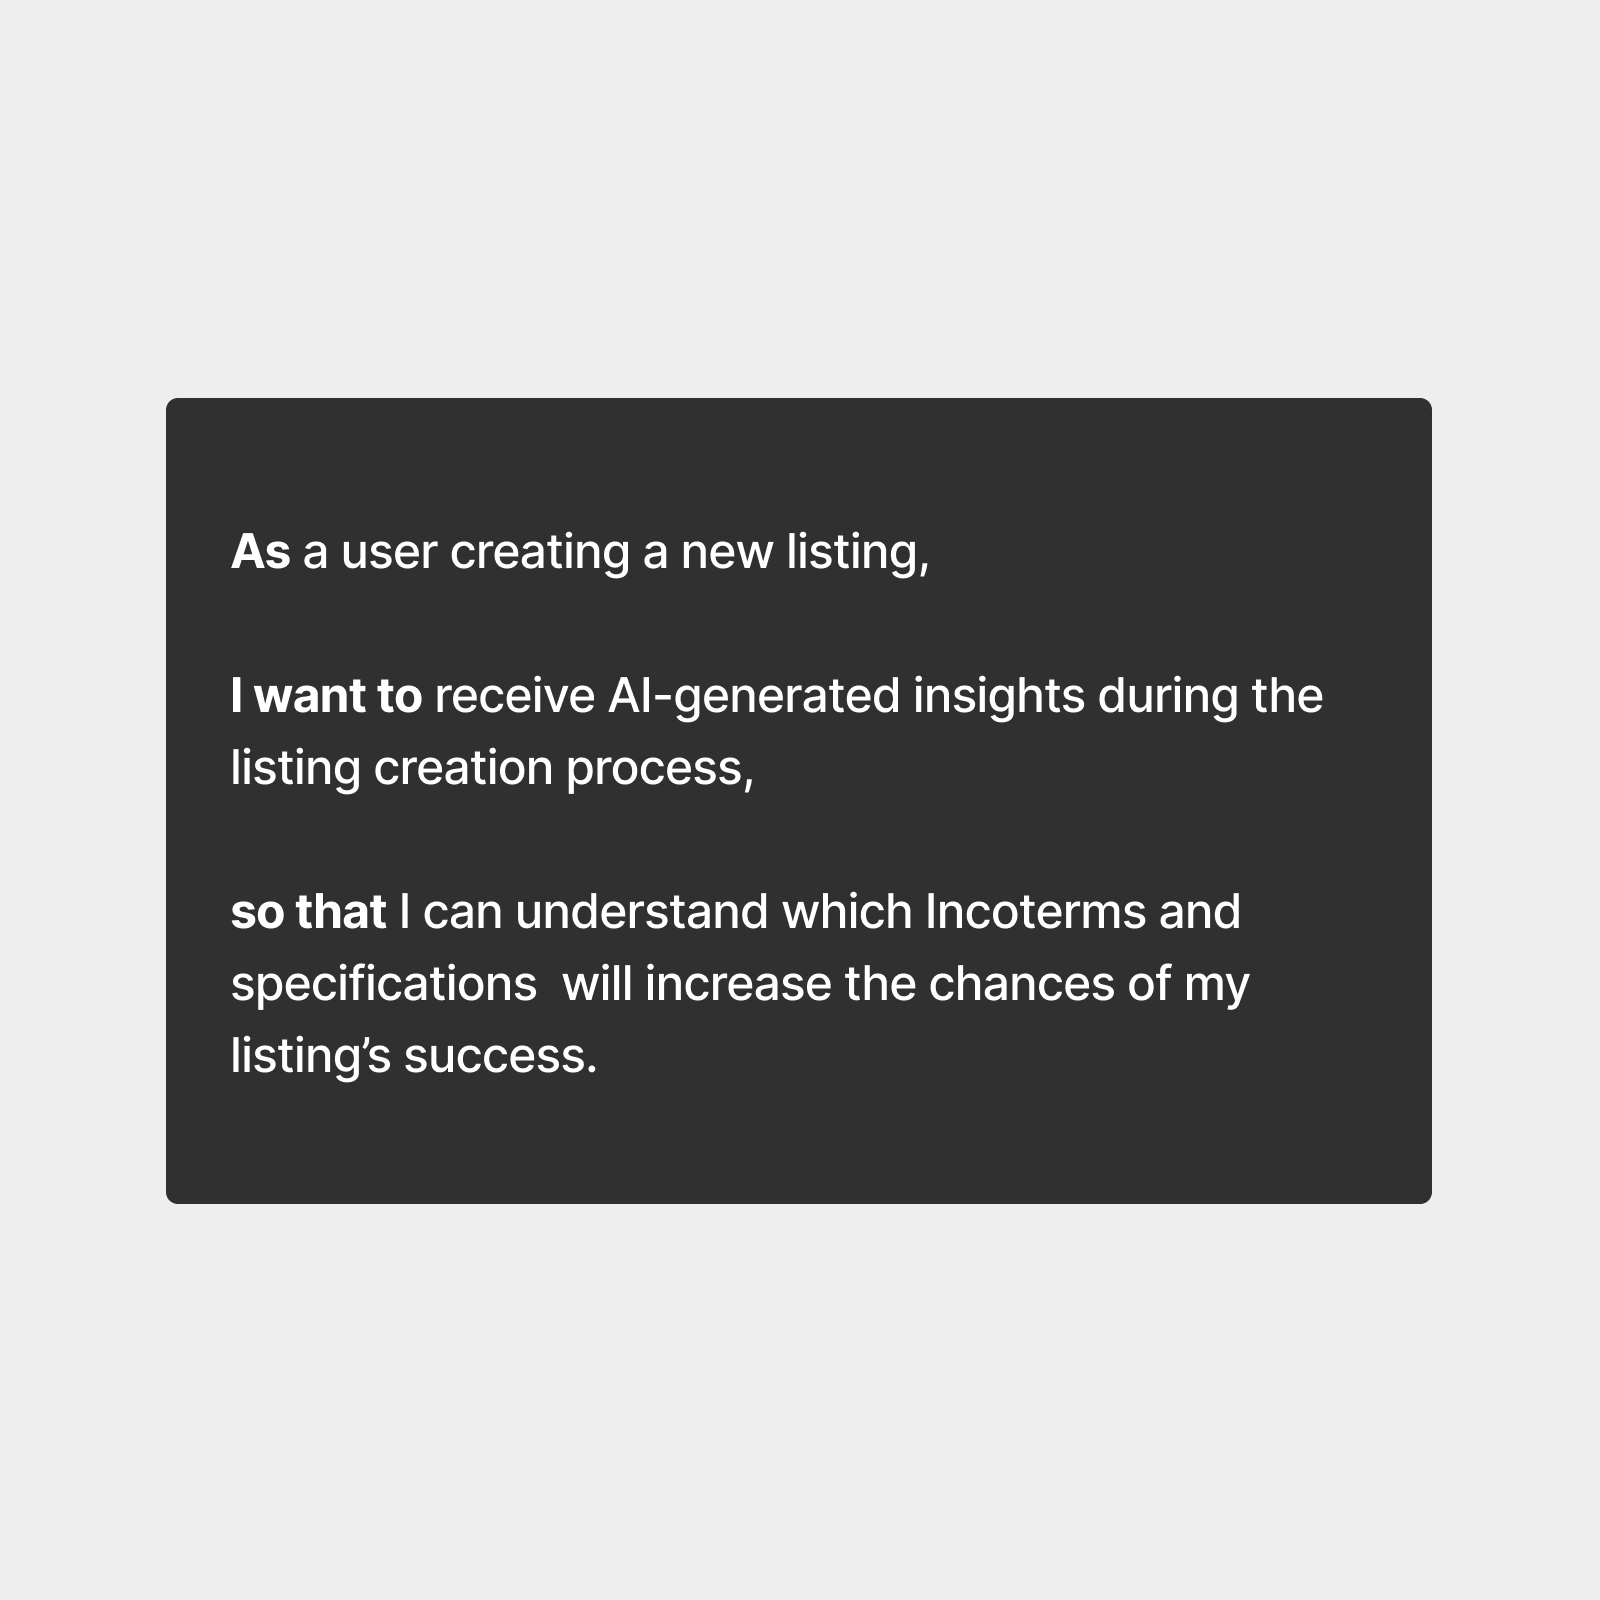 As a user creating a new listing,
I want to receive AI-generated insights during the
listing creation process,
so that I can understand which Incoterms and
specifications  will increase the chances of my
listing’s success.